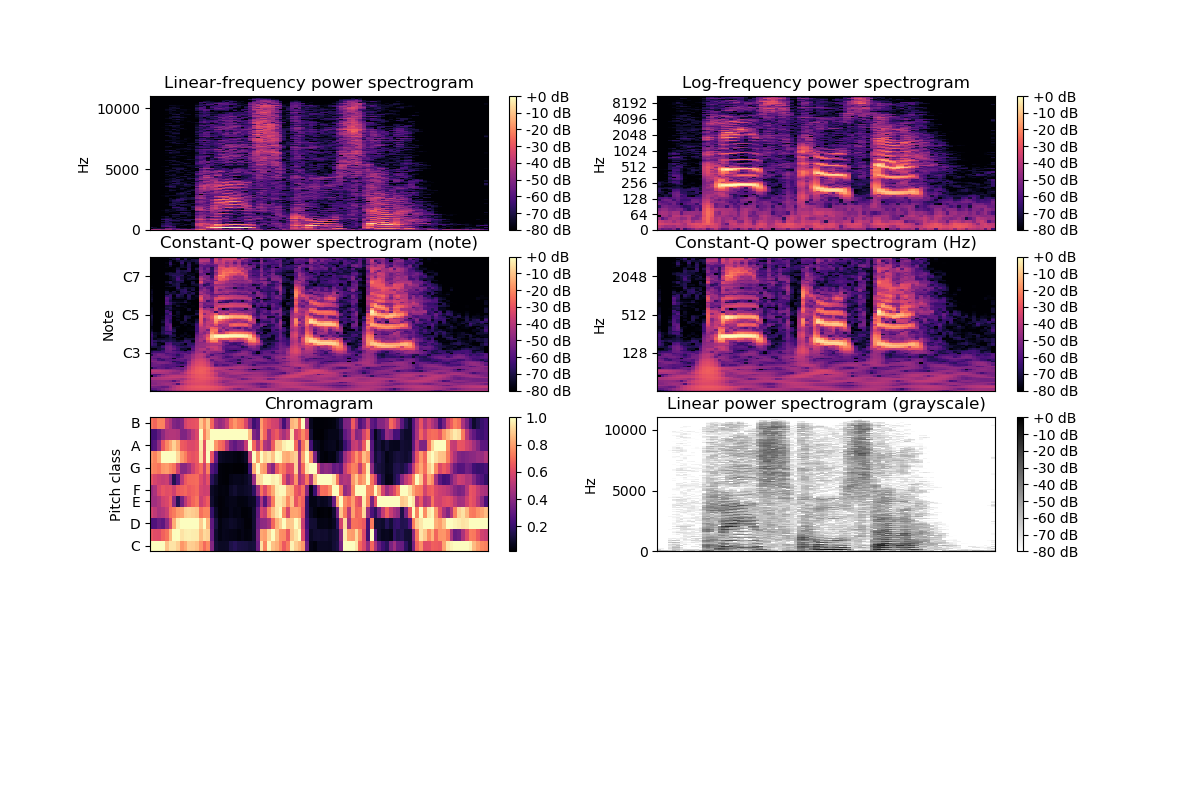 Linear-frequency power spectrogram
10000
5000
0
Hz
+0 dB
-10 dB
-20 dB
-30 dB
-40 dB
-50 dB
-60 dB
-70 dB
-80 dB
Log-frequency power spectrogram
8192
4096
2048
1024
512
256
128
64
0
Hz
+0 dB
-10 dB
-20 dB
-30 dB
-40 dB
-50 dB
-60 dB
-70 dB
-80 dB
Constant-Q power spectrogram (note)
C7
C5
C3
Note
+0 dB
-10 dB
-20 dB
-30 dB
-40 dB
-50 dB
-60 dB
-70 dB
-80 dB
Constant-Q power spectrogram (Hz)
2048
512
128
Hz
+0 dB
-10 dB
-20 dB
-30 dB
-40 dB
-50 dB
-60 dB
-70 dB
-80 dB
Chromagram
B
A
G
F
E
D
C
Pitch class
1.0
0.8
0.6
0.4
0.2
Linear power spectrogram (grayscale)
10000
5000
0
Hz
+0 dB
-10 dB
-20 dB
-30 dB
-40 dB
-50 dB
-60 dB
-70 dB
-80 dB